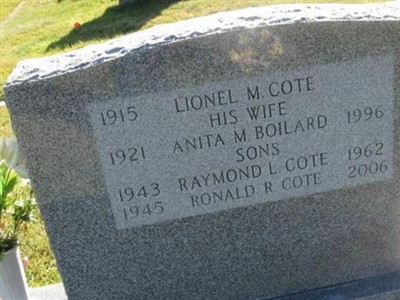 1915 LIONEL M. COTE
HIS WIFE
1921 ANITA M. BOILARD 1996
SONS
1943 RAYMOND L. COTE 1962
1945 RONALD R. COTE 2006